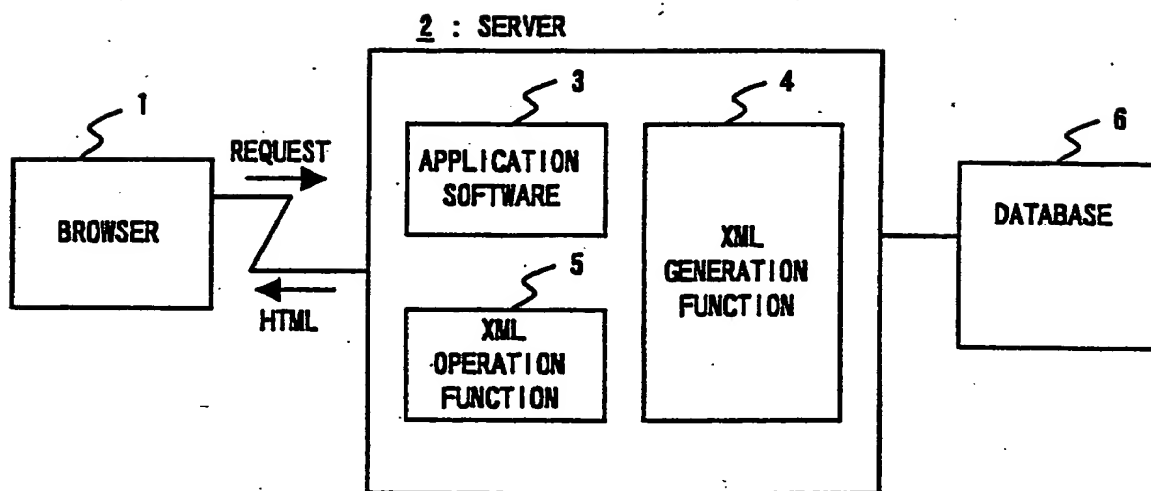 2 : SERVER
1
REQUEST
BROWSER
HTML
3
APPLICATION
SOFTWARE
5
XML
OPERATION
FUNCTION
4
XML
GENERATION
FUNCTION
6
DATABASE